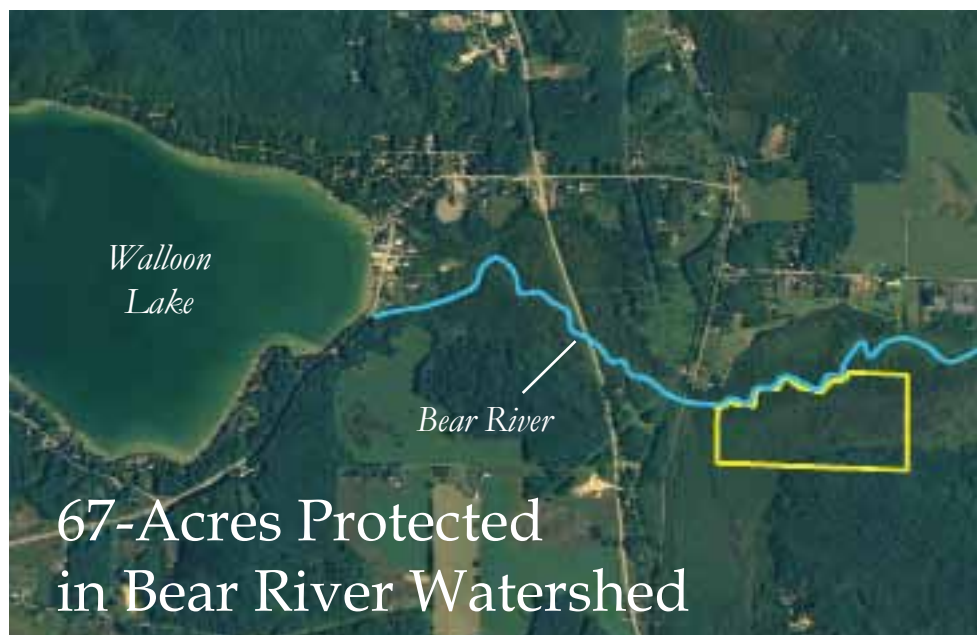 Walloon
Lake
Bear River
67-Acres Protected
in Bear River Watershed